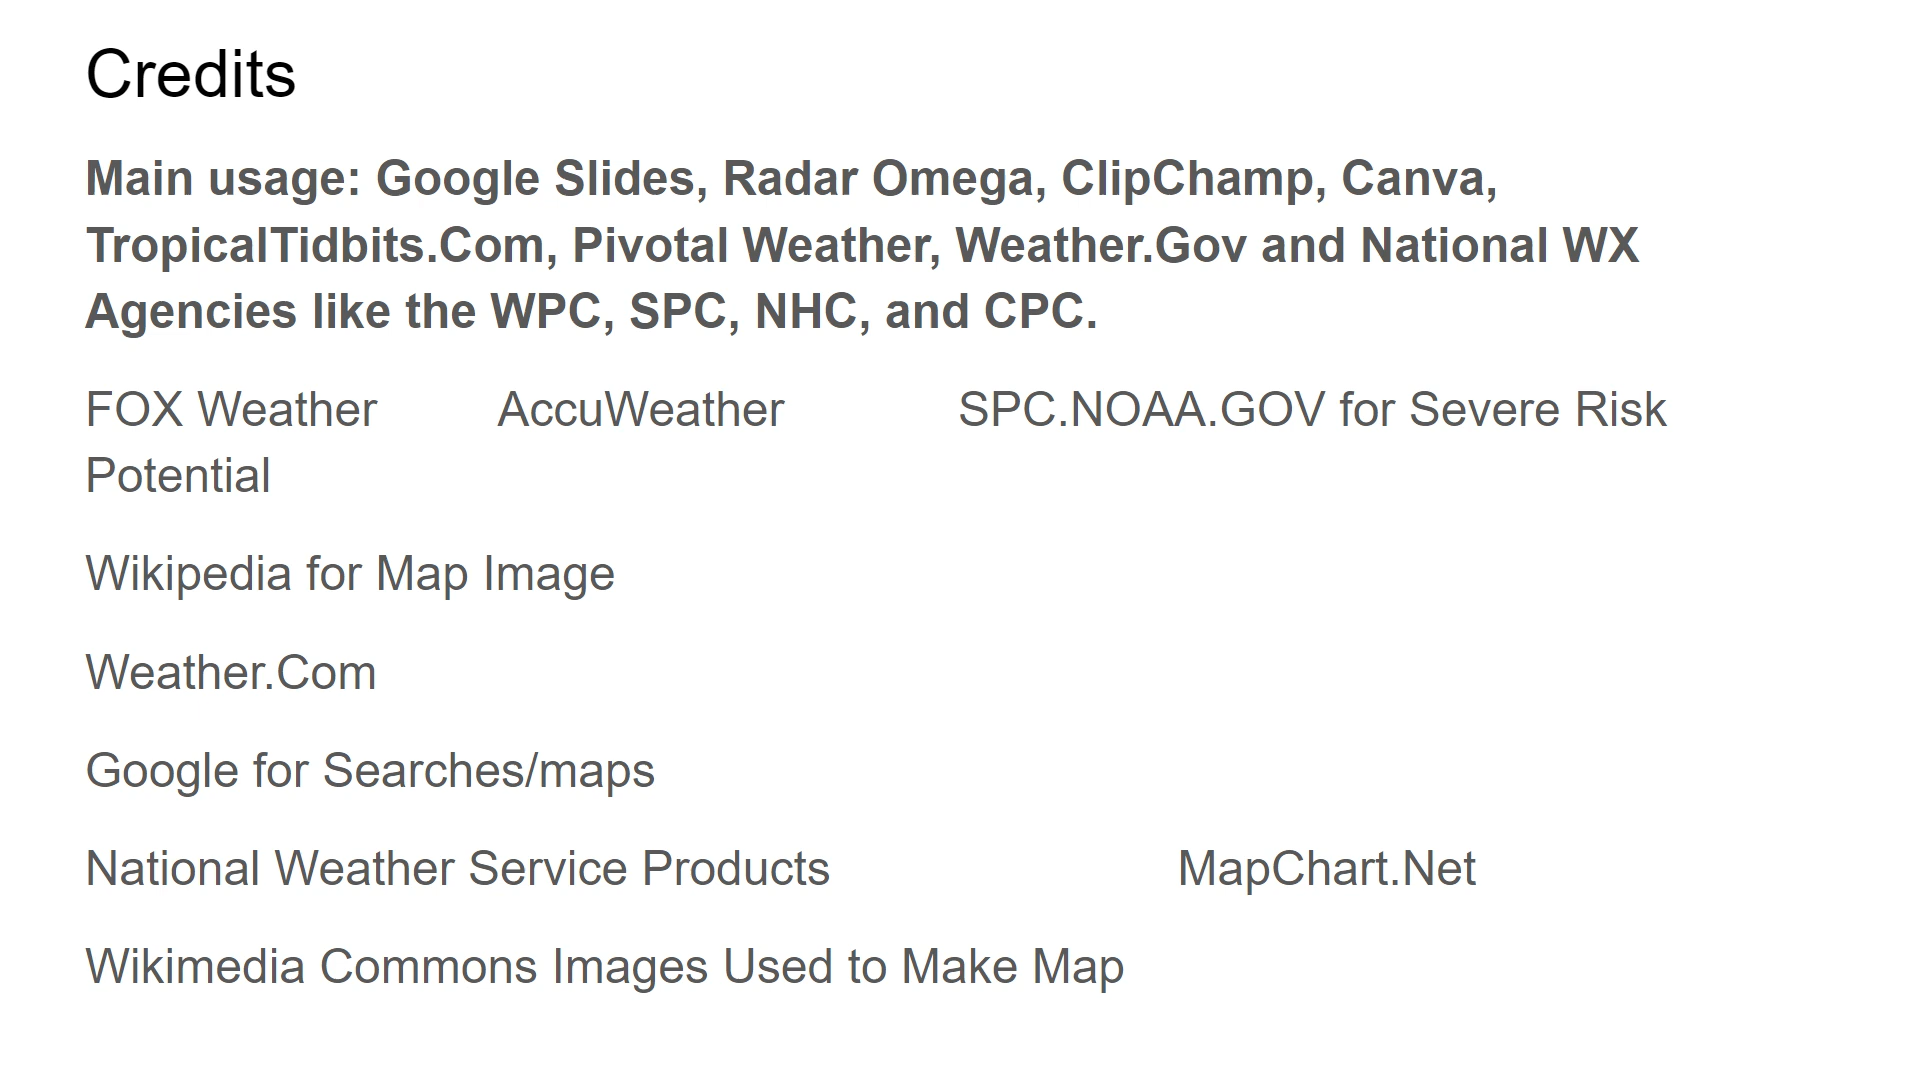 Credits
Main usage: Google Slides, Radar Omega, ClipChamp, Canva,
TropicalTidbits.Com, Pivotal Weather, Weather.Gov and National WX
Agencies like the WPC, SPC, NHC, and CPC.
FOX Weather AccuWeather SPC.NOAA.GOV for Severe Risk
Potential
Wikipedia for Map Image
Weather.Com
Google for Searches/maps
National Weather Service Products MapChart.Net
Wikimedia Commons Images Used to Make Map